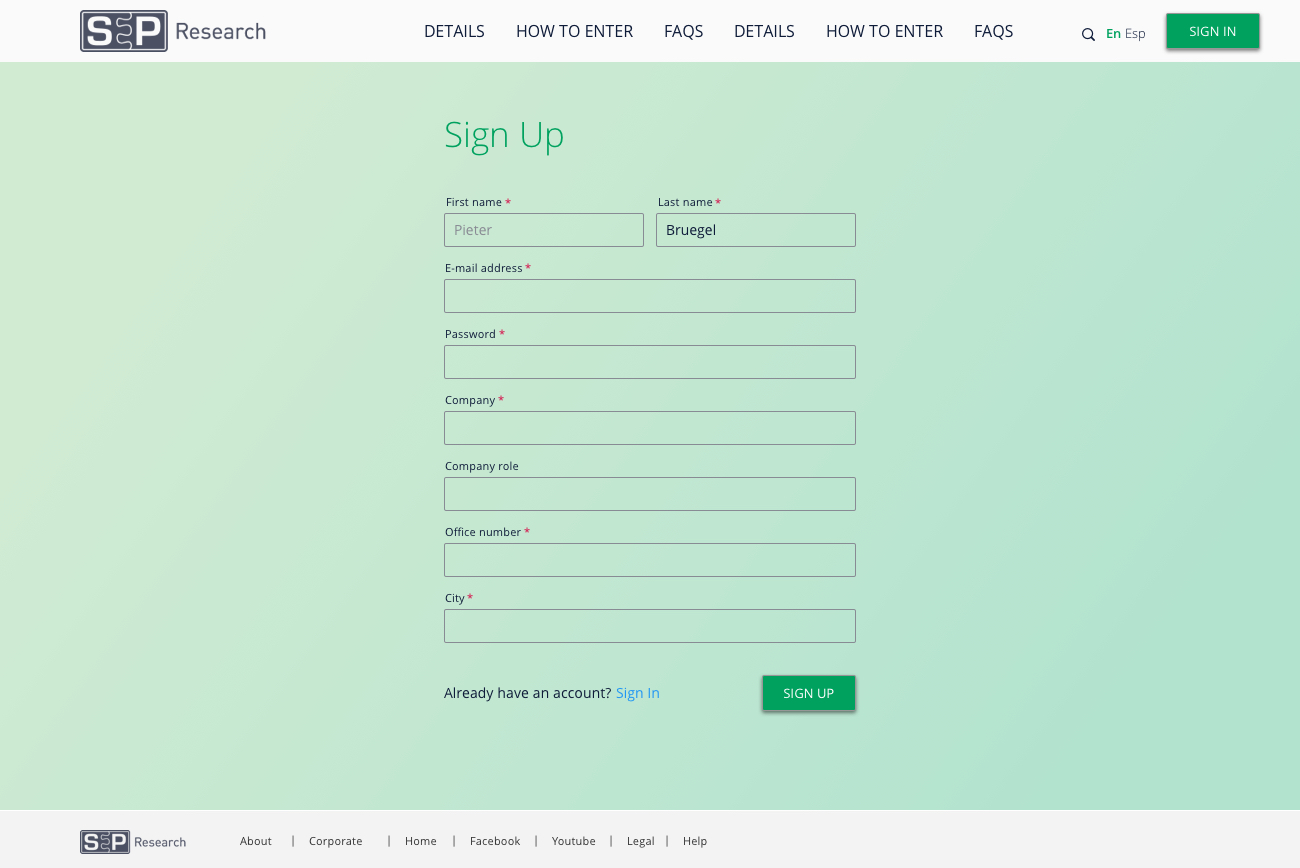 SEP Research DETAILS HOW TO ENTER FAQS DETAILS HOW TO ENTER FAQS En Esp SIGN IN
Sign Up
First name * Last name *
Pieter Bruegel
E-mail address *
Password *
Company *
Company role
Office number *
City *
Already have an account? Sign In SIGN UP
SEP Research About | Corporate | Home | Facebook | Youtube | Legal | Help